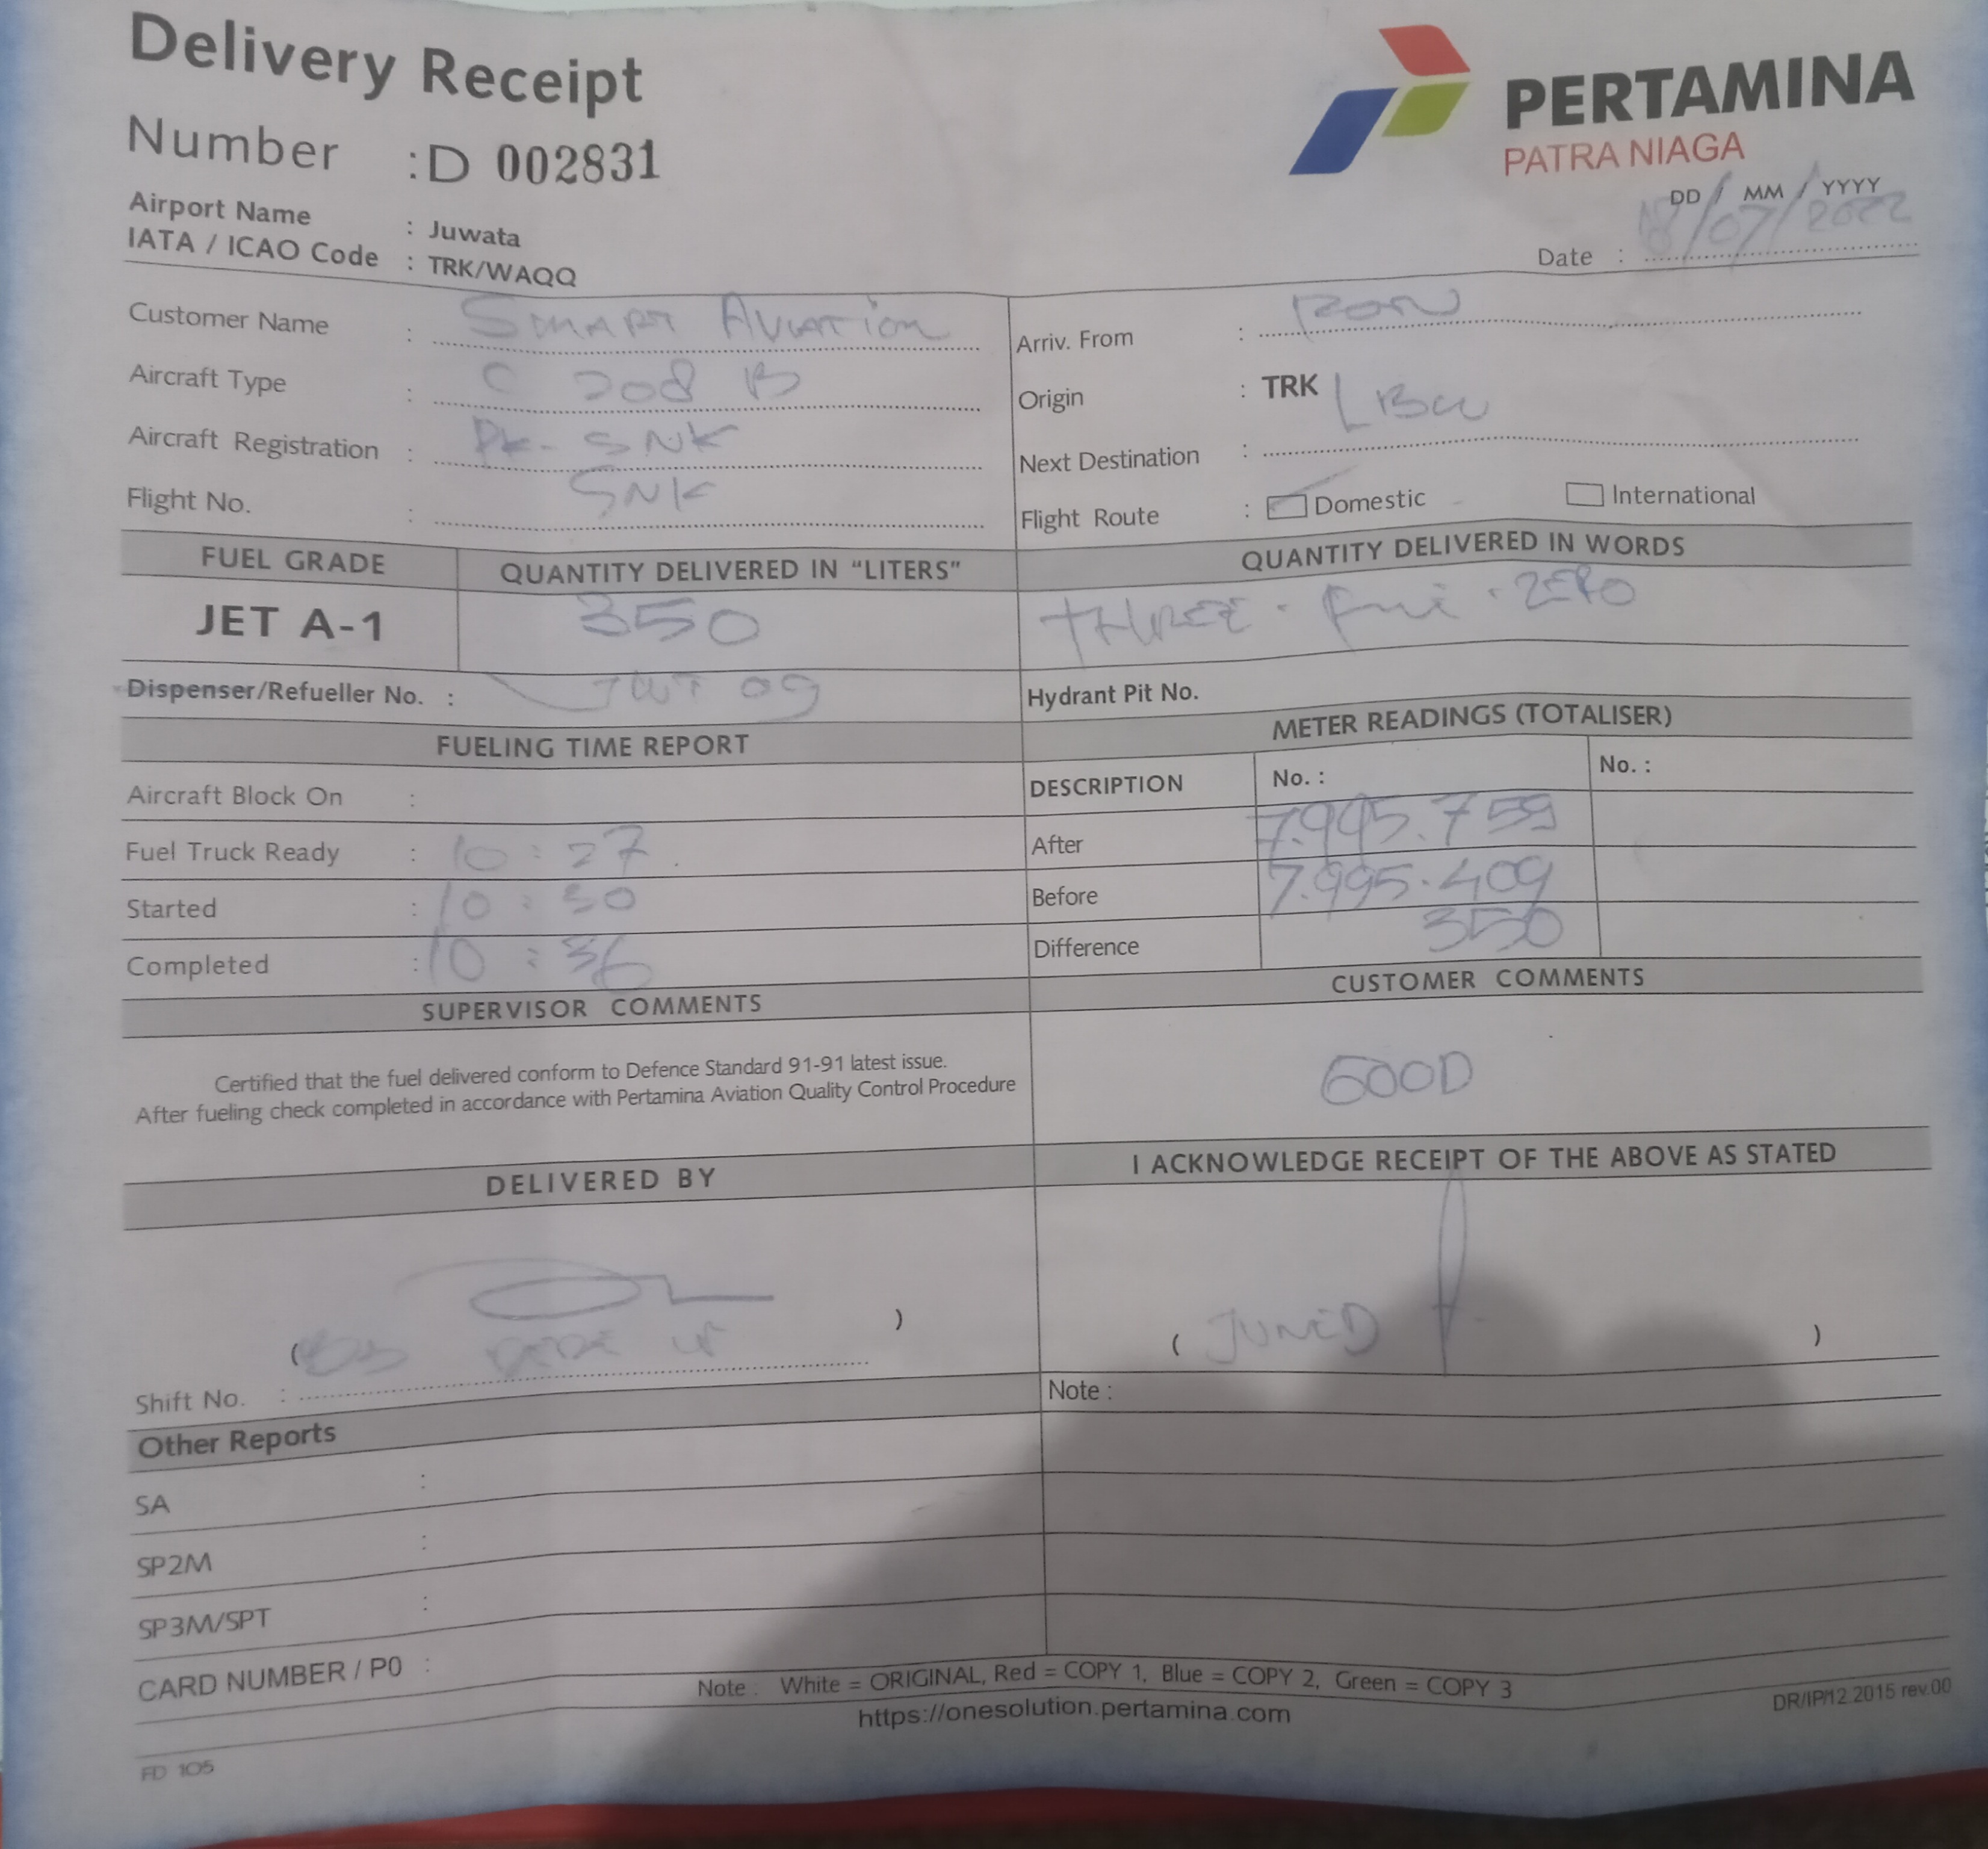 Delivery Receipt
PERTAMINA
PATRA NIAGA
Number : D 002831
DD / MM / YYYY
Airport Name : Juwata
Date : 18/07/2022
IATA / ICAO Code : TRK/WAQQ
Customer Name : SMART AVIATION
Arriv. From : RON
Aircraft Type : C 208 B
Origin : TRK / LBW
Aircraft Registration : PK- SNK
Next Destination :
Flight No. : SNK
Flight Route : Domestic International
FUEL GRADE QUANTITY DELIVERED IN "LITERS" QUANTITY DELIVERED IN WORDS
JET A-1 350 THREE . Five . ZERO
Dispenser/Refueller No. : JWT 09 Hydrant Pit No.
FUELING TIME REPORT METER READINGS (TOTALISER)
Aircraft Block On :
DESCRIPTION No. : No. :
Fuel Truck Ready : 10 : 27
After 7.995.759
Started : 10 : 30
Before 7.995.409
Completed : 10 : 36
Difference 350
SUPERVISOR COMMENTS CUSTOMER COMMENTS
Certified that the fuel delivered conform to Defence Standard 91-91 latest issue.
After fueling check completed in accordance with Pertamina Aviation Quality Control Procedure
GOOD
DELIVERED BY I ACKNOWLEDGE RECEIPT OF THE ABOVE AS STATED
( )
( JUNED )
Shift No. :
Note :
Other Reports
SA :
SP2M :
SP3M/SPT :
CARD NUMBER / P0 :
Note . White = ORIGINAL, Red = COPY 1, Blue = COPY 2, Green = COPY 3
https://onesolution.pertamina.com
DR/IP/12.2015 rev.00
FD 105